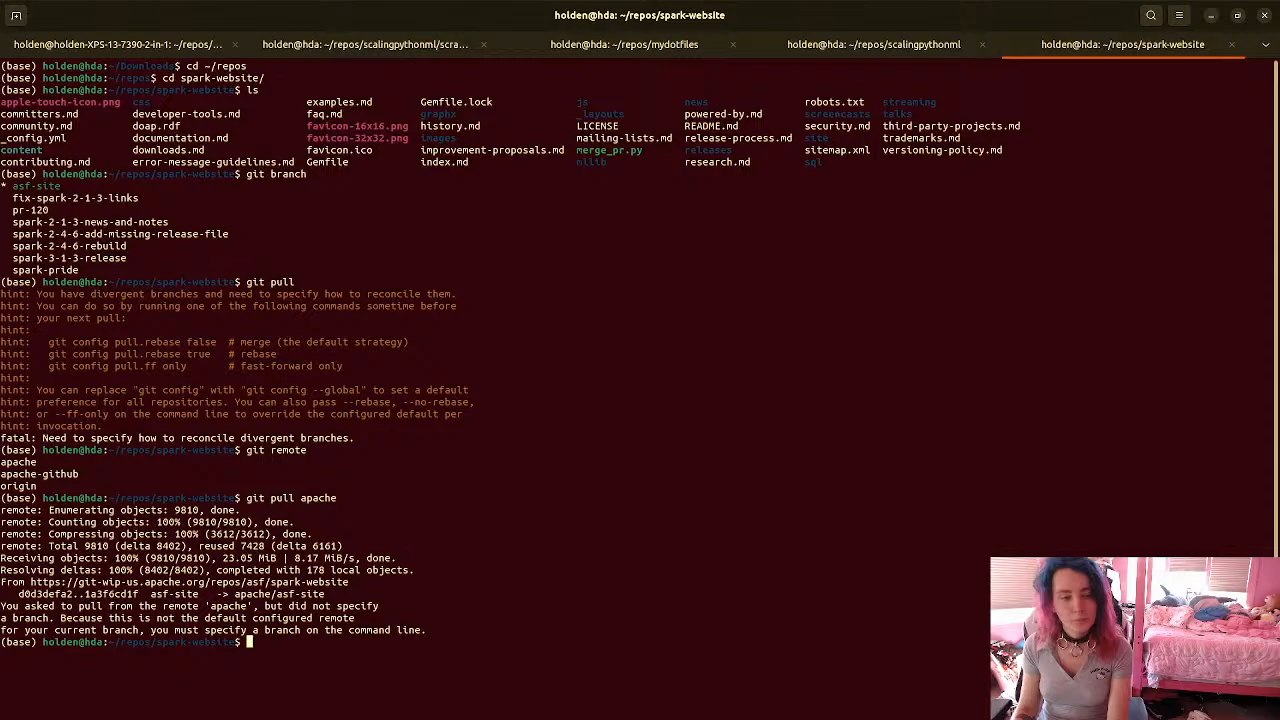 holden@hda: ~/repos/spark-website
holden@holden-XPS-13-7390-2-in-1: ~/repos/... holden@hda: ~/repos/scalingpythonml/scra... holden@hda: ~/repos/mydotfiles holden@hda: ~/repos/scalingpythonml holden@hda: ~/repos/spark-website
(base) holden@hda:~/Downloads$ cd ~/repos
(base) holden@hda:~/repos$ cd spark-website/
(base) holden@hda:~/repos/spark-website$ ls
apple-touch-icon.png css examples.md Gemfile.lock js news robots.txt streaming
committers.md developer-tools.md faq.md graphx _layouts powered-by.md screencasts talks
community.md doap.rdf favicon-16x16.png history.md LICENSE README.md security.md third-party-projects.md
_config.yml documentation.md favicon-32x32.png images mailing-lists.md release-process.md site trademarks.md
content downloads.md favicon.ico improvement-proposals.md merge_pr.py releases sitemap.xml versioning-policy.md
contributing.md error-message-guidelines.md Gemfile index.md mllib research.md sql
(base) holden@hda:~/repos/spark-website$ git branch
* asf-site
fix-spark-2-1-3-links
pr-120
spark-2-1-3-news-and-notes
spark-2-4-6-add-missing-release-file
spark-2-4-6-rebuild
spark-3-1-3-release
spark-pride
(base) holden@hda:~/repos/spark-website$ git pull
hint: You have divergent branches and need to specify how to reconcile them.
hint: You can do so by running one of the following commands sometime before
hint: your next pull:
hint:
hint: git config pull.rebase false # merge (the default strategy)
hint: git config pull.rebase true # rebase
hint: git config pull.ff only # fast-forward only
hint:
hint: You can replace "git config" with "git config --global" to set a default
hint: preference for all repositories. You can also pass --rebase, --no-rebase,
hint: or --ff-only on the command line to override the configured default per
hint: invocation.
fatal: Need to specify how to reconcile divergent branches.
(base) holden@hda:~/repos/spark-website$ git remote
apache
apache-github
origin
(base) holden@hda:~/repos/spark-website$ git pull apache
remote: Enumerating objects: 9810, done.
remote: Counting objects: 100% (9810/9810), done.
remote: Compressing objects: 100% (3612/3612), done.
remote: Total 9810 (delta 8402), reused 7428 (delta 6161)
Receiving objects: 100% (9810/9810), 23.05 MiB | 8.17 MiB/s, done.
Resolving deltas: 100% (8402/8402), completed with 178 local objects.
From https://git-wip-us.apache.org/repos/asf/spark-website
d0d3defa2..1a3f6cd1f asf-site -> apache/asf-site
You asked to pull from the remote 'apache', but did not specify
a branch. Because this is not the default configured remote
for your current branch, you must specify a branch on the command line.
(base) holden@hda:~/repos/spark-website$